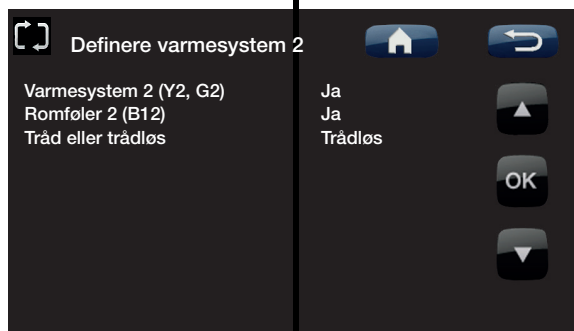 Definere varmesystem 2
Varmesystem 2 (Y2, G2) Ja
Romføler 2 (B12) Ja
Tråd eller trådløs Trådløs
OK